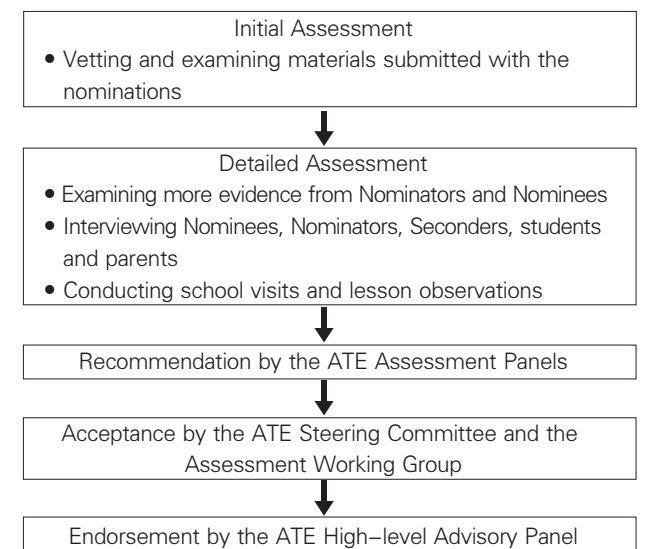 Initial Assessment
• Vetting and examining materials submitted with the
nominations
Detailed Assessment
• Examining more evidence from Nominators and Nominees
• Interviewing Nominees, Nominators, Seconders, students
and parents
• Conducting school visits and lesson observations
Recommendation by the ATE Assessment Panels
Acceptance by the ATE Steering Committee and the
Assessment Working Group
Endorsement by the ATE High–level Advisory Panel